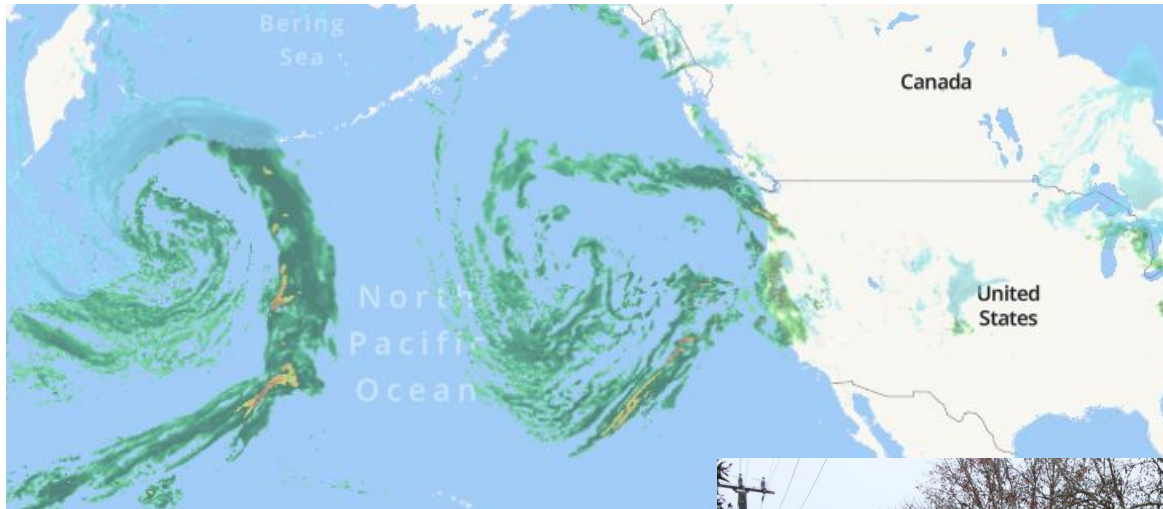 Bering
Sea
Canada
North
Pacific
Ocean
United
States